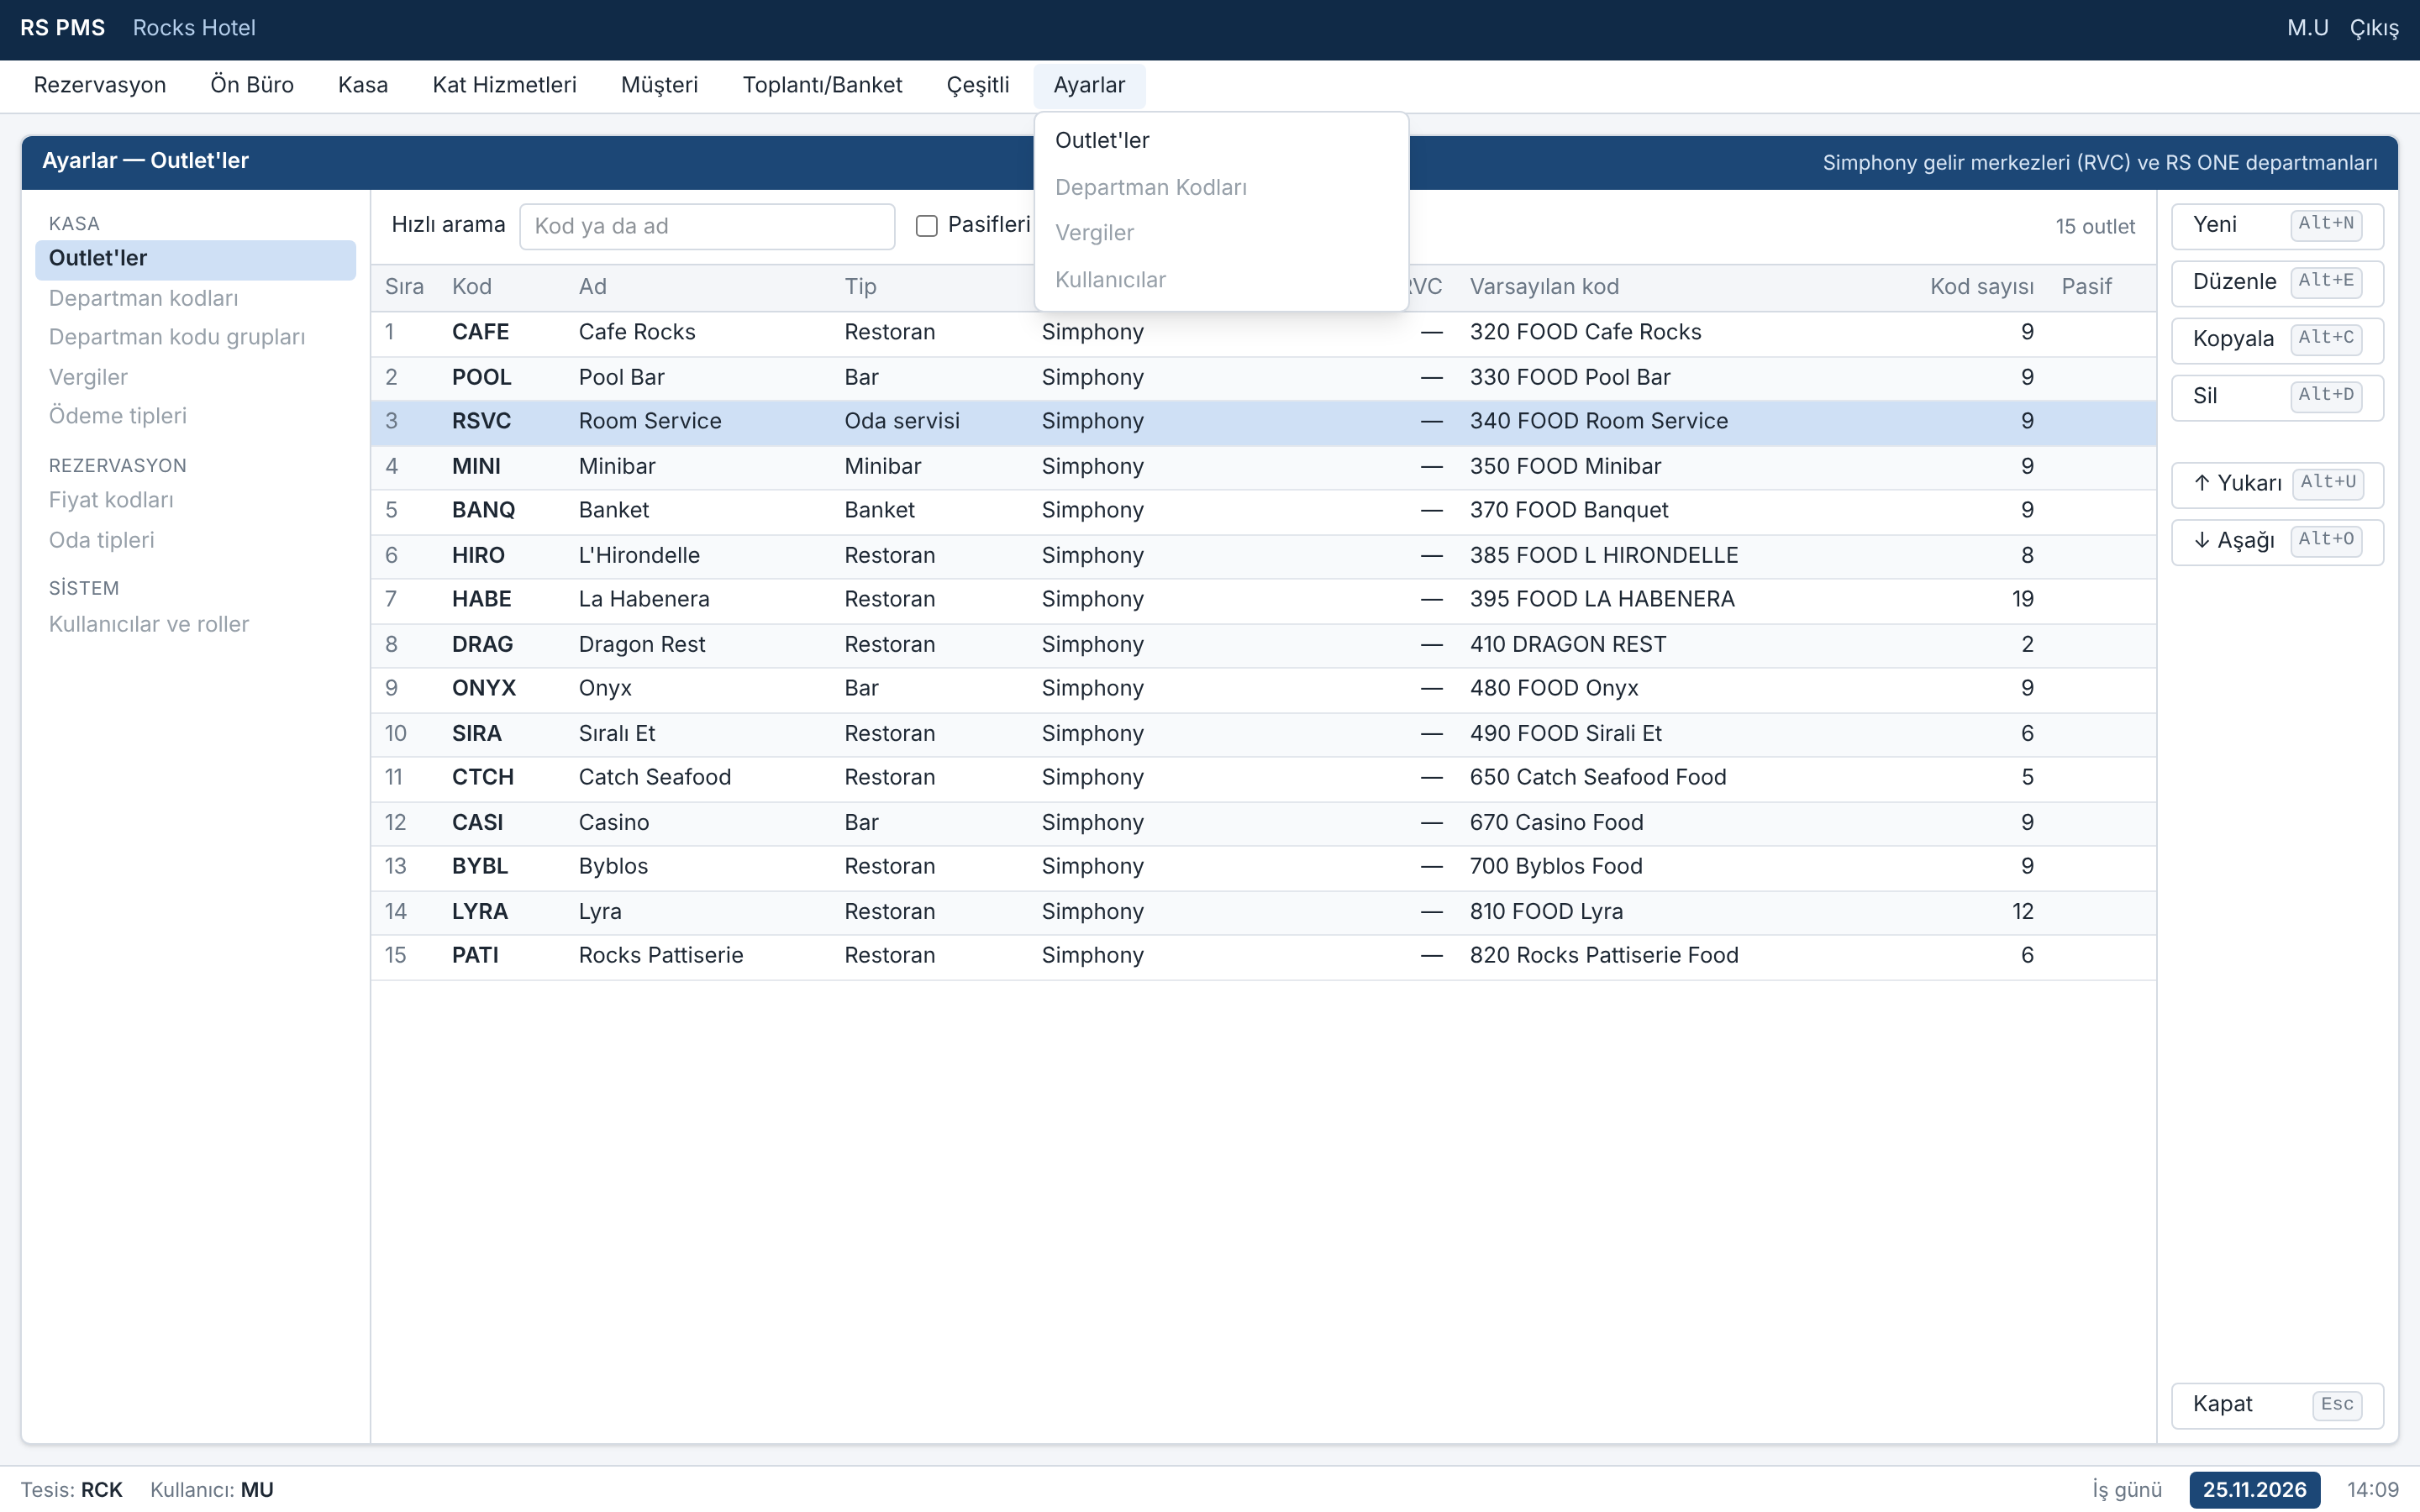 RS PMS Rocks Hotel M.U Çıkış
Rezervasyon Ön Büro Kasa Kat Hizmetleri Müşteri Toplantı/Banket Çeşitli Ayarlar
Outlet'ler
Departman Kodları
Vergiler
Kullanıcılar
Ayarlar — Outlet'ler Simphony gelir merkezleri (RVC) ve RS ONE departmanları
KASA
Outlet'ler
Departman kodları
Departman kodu grupları
Vergiler
Ödeme tipleri
REZERVASYON
Fiyat kodları
Oda tipleri
SİSTEM
Kullanıcılar ve roller
Hızlı arama Kod ya da ad Pasifleri 15 outlet
Sıra Kod Ad Tip RVC Varsayılan kod Kod sayısı Pasif
1 CAFE Cafe Rocks Restoran Simphony — 320 FOOD Cafe Rocks 9
2 POOL Pool Bar Bar Simphony — 330 FOOD Pool Bar 9
3 RSVC Room Service Oda servisi Simphony — 340 FOOD Room Service 9
4 MINI Minibar Minibar Simphony — 350 FOOD Minibar 9
5 BANQ Banket Banket Simphony — 370 FOOD Banquet 9
6 HIRO L'Hirondelle Restoran Simphony — 385 FOOD L HIRONDELLE 8
7 HABE La Habenera Restoran Simphony — 395 FOOD LA HABENERA 19
8 DRAG Dragon Rest Restoran Simphony — 410 DRAGON REST 2
9 ONYX Onyx Bar Simphony — 480 FOOD Onyx 9
10 SIRA Sıralı Et Restoran Simphony — 490 FOOD Sirali Et 6
11 CTCH Catch Seafood Restoran Simphony — 650 Catch Seafood Food 5
12 CASI Casino Bar Simphony — 670 Casino Food 9
13 BYBL Byblos Restoran Simphony — 700 Byblos Food 9
14 LYRA Lyra Restoran Simphony — 810 FOOD Lyra 12
15 PATI Rocks Pattiserie Restoran Simphony — 820 Rocks Pattiserie Food 6
Yeni Alt+N
Düzenle Alt+E
Kopyala Alt+C
Sil Alt+D
↑ Yukarı Alt+U
↓ Aşağı Alt+O
Kapat Esc
Tesis: RCK Kullanıcı: MU İş günü 25.11.2026 14:09